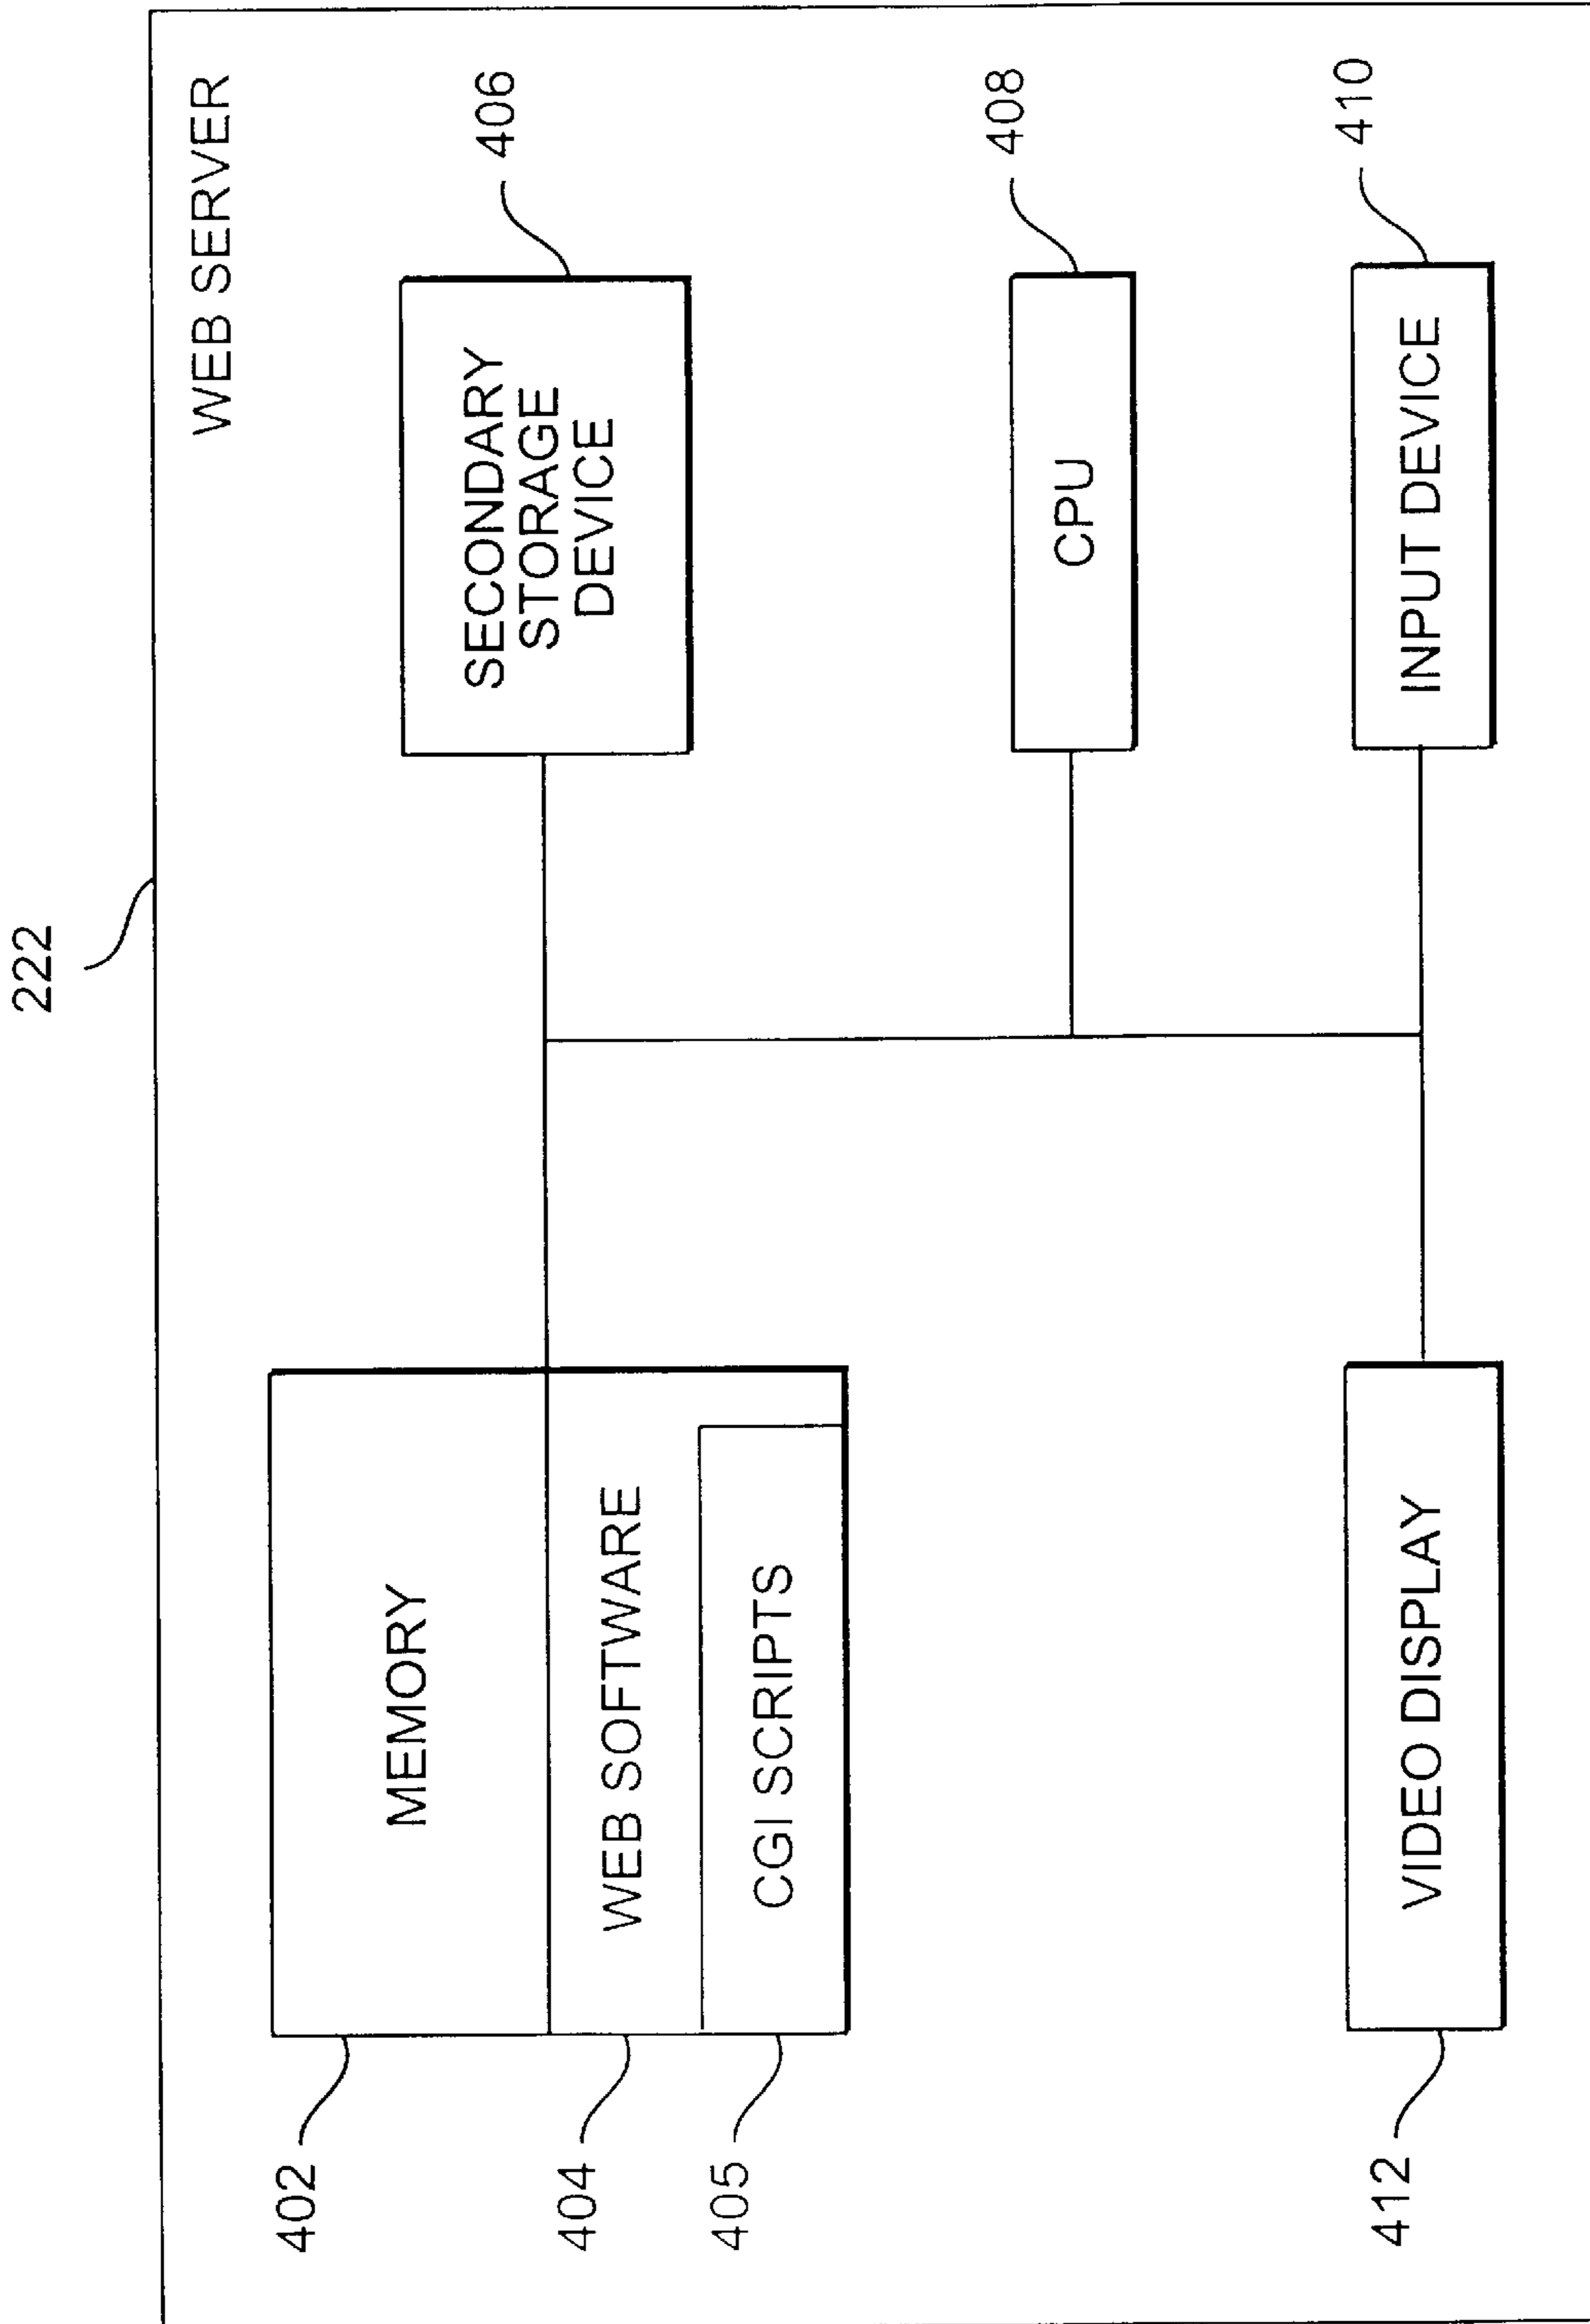 222
WEB SERVER
402
MEMORY
404
WEB SOFTWARE
405
CGI SCRIPTS
SECONDARY
STORAGE
DEVICE
406
CPU
408
412
VIDEO DISPLAY
INPUT DEVICE
410